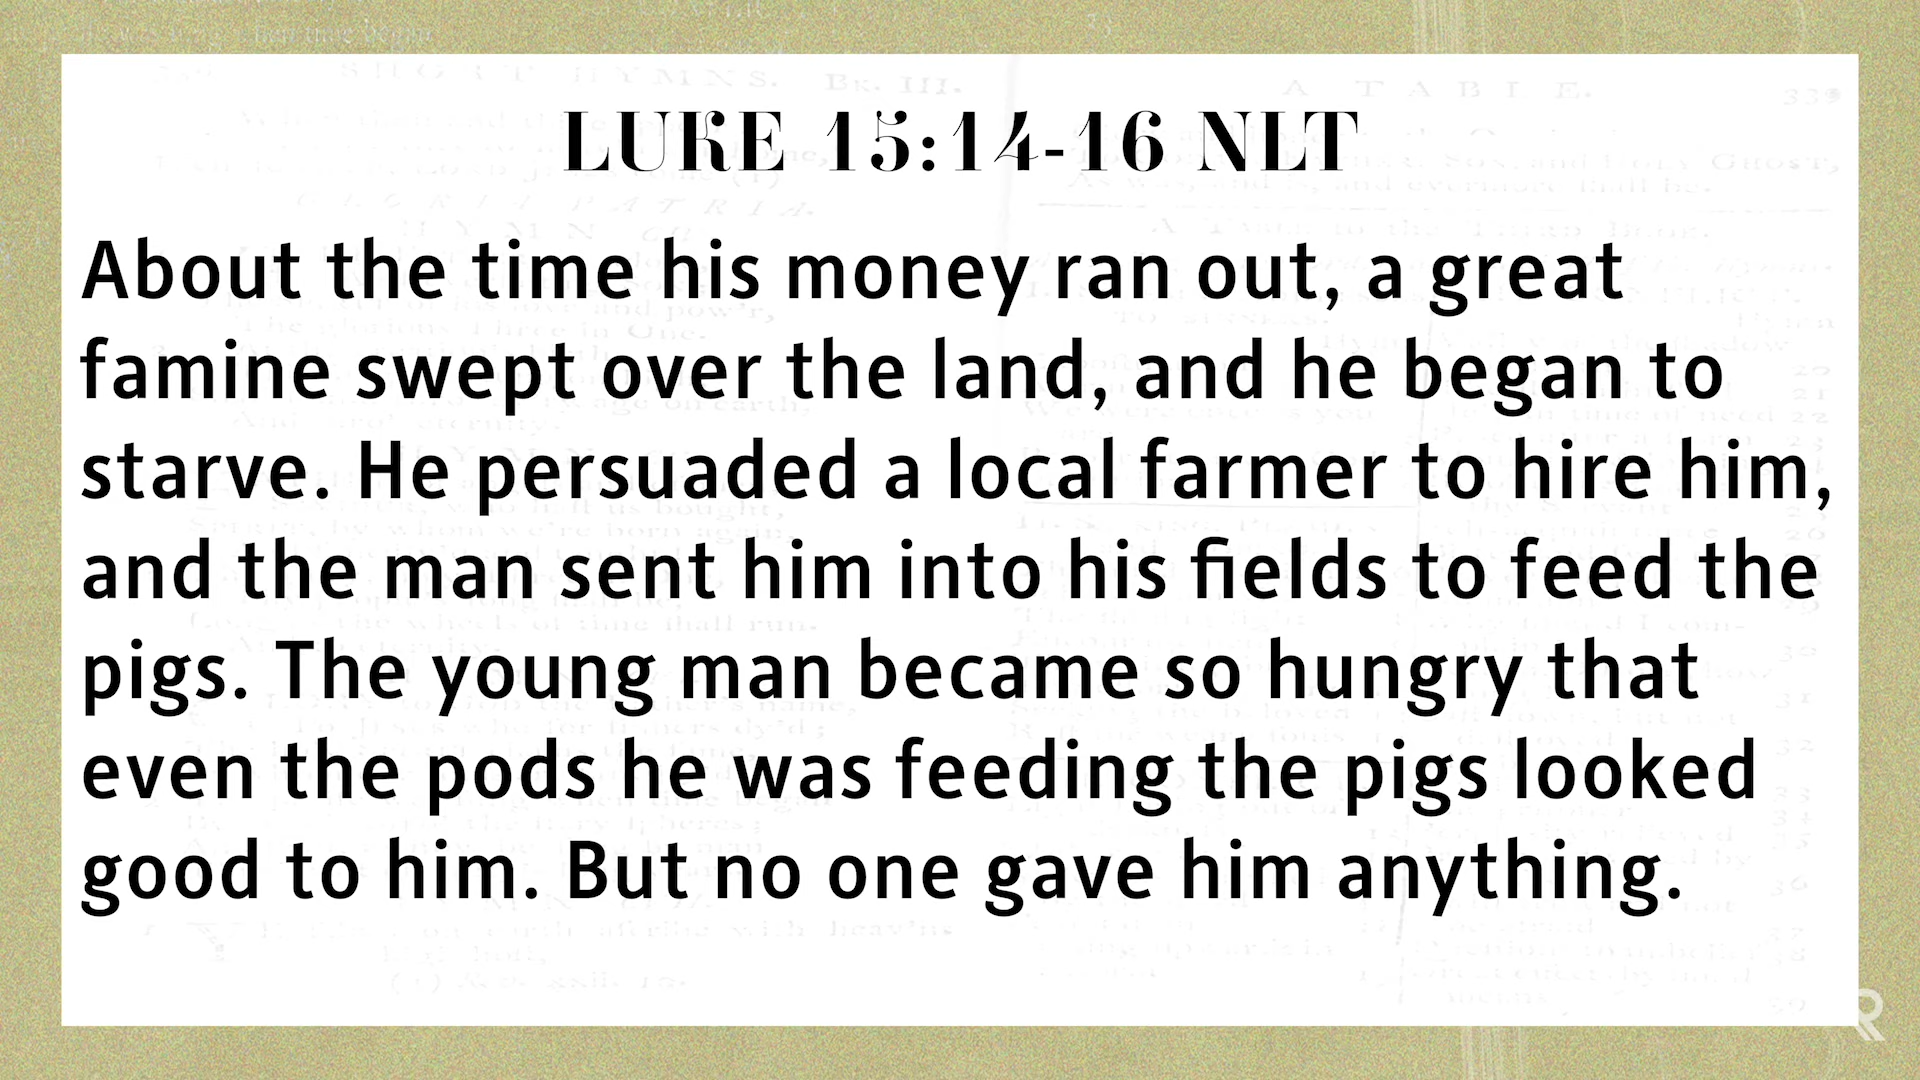 LUKE 15:14-16 NLT
About the time his money ran out, a great
famine swept over the land, and he began to
starve. He persuaded a local farmer to hire him,
and the man sent him into his fields to feed the
pigs. The young man became so hungry that
even the pods he was feeding the pigs looked
good to him. But no one gave him anything.